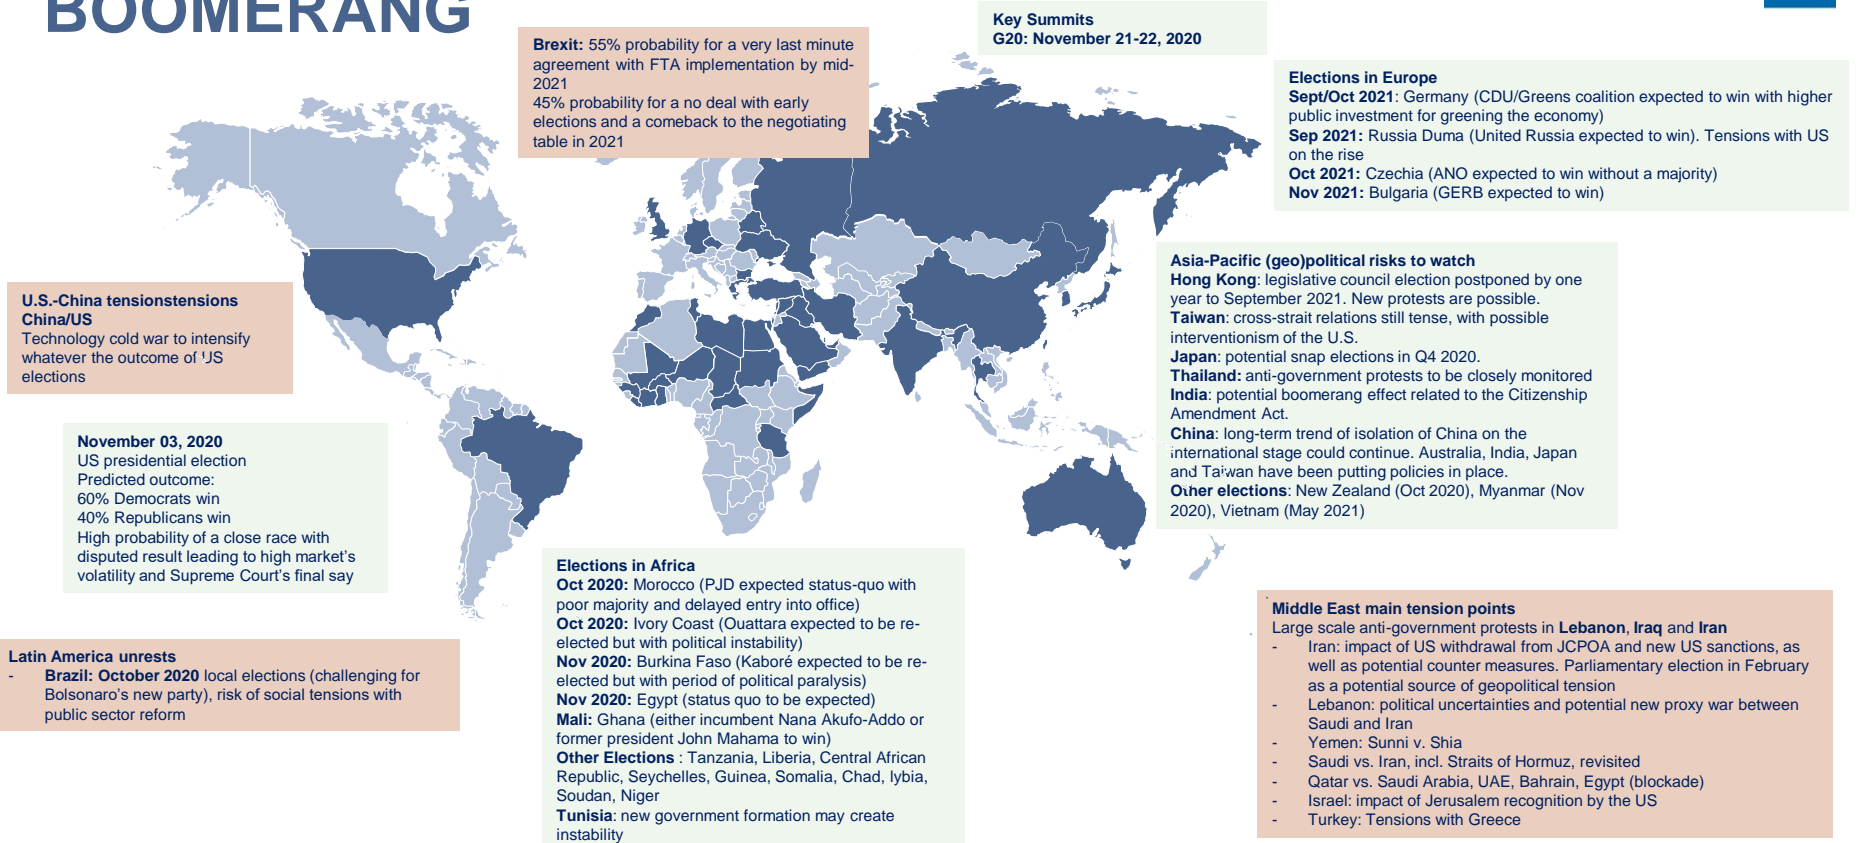 BOOMERANG
Key Summits
G20: November 21-22, 2020
Brexit: 55% probability for a very last minute
agreement with FTA implementation by mid-
2021
45% probability for a no deal with early
elections and a comeback to the negotiating
table in 2021
Elections in Europe
Sept/Oct 2021: Germany (CDU/Greens coalition expected to win with higher
public investment for greening the economy)
Sep 2021: Russia Duma (United Russia expected to win). Tensions with US
on the rise
Oct 2021: Czechia (ANO expected to win without a majority)
Nov 2021: Bulgaria (GERB expected to win)
U.S.-China tensionstensions
China/US
Technology cold war to intensify
whatever the outcome of US
elections
Asia-Pacific (geo)political risks to watch
Hong Kong: legislative council election postponed by one
year to September 2021. New protests are possible.
Taiwan: cross-strait relations still tense, with possible
interventionism of the U.S.
Japan: potential snap elections in Q4 2020.
Thailand: anti-government protests to be closely monitored
India: potential boomerang effect related to the Citizenship
Amendment Act.
China: long-term trend of isolation of China on the
international stage could continue. Australia, India, Japan
and Taiwan have been putting policies in place.
Other elections: New Zealand (Oct 2020), Myanmar (Nov
2020), Vietnam (May 2021)
November 03, 2020
US presidential election
Predicted outcome:
60% Democrats win
40% Republicans win
High probability of a close race with
disputed result leading to high market's
volatility and Supreme Court's final say
Elections in Africa
Oct 2020: Morocco (PJD expected status-quo with
poor majority and delayed entry into office)
Oct 2020: Ivory Coast (Ouattara expected to be re-
elected but with political instability)
Nov 2020: Burkina Faso (Kaboré expected to be re-
elected but with period of political paralysis)
Nov 2020: Egypt (status quo to be expected)
Mali: Ghana (either incumbent Nana Akufo-Addo or
former president John Mahama to win)
Other Elections : Tanzania, Liberia, Central African
Republic, Seychelles, Guinea, Somalia, Chad, lybia,
Soudan, Niger
Tunisia: new government formation may create
instability
Latin America unrests
- Brazil: October 2020 local elections (challenging for
Bolsonaro's new party), risk of social tensions with
public sector reform
Middle East main tension points
Large scale anti-government protests in Lebanon, Iraq and Iran
- Iran: impact of US withdrawal from JCPOA and new US sanctions, as
well as potential counter measures. Parliamentary election in February
as a potential source of geopolitical tension
- Lebanon: political uncertainties and potential new proxy war between
Saudi and Iran
- Yemen: Sunni v. Shia
- Saudi vs. Iran, incl. Straits of Hormuz, revisited
- Qatar vs. Saudi Arabia, UAE, Bahrain, Egypt (blockade)
- Israel: impact of Jerusalem recognition by the US
- Turkey: Tensions with Greece